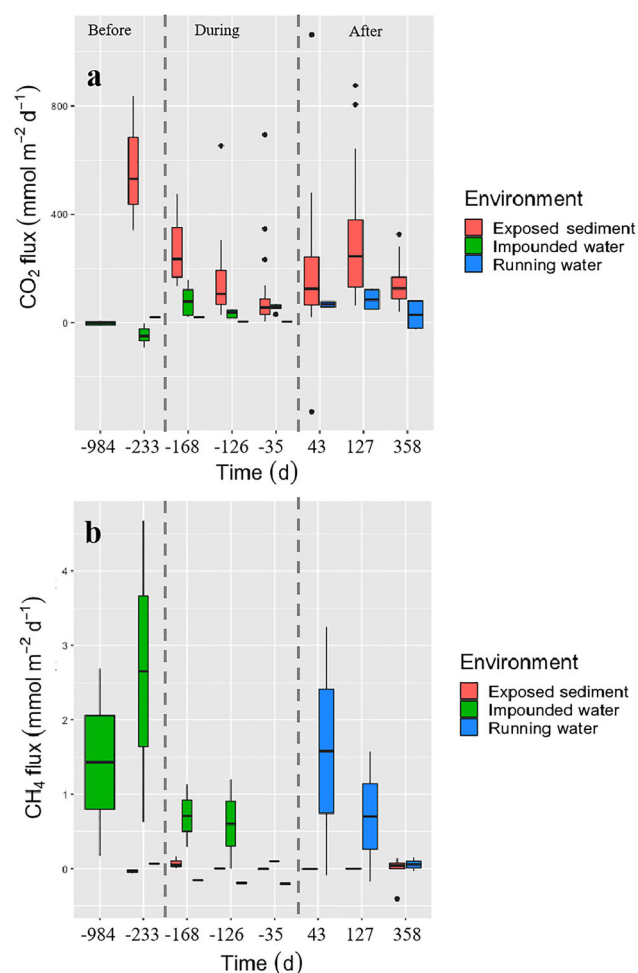 Before During After
a
CO2 flux (mmol m−2 d−1)
800
400
0
-984 -233 -168 -126 -35 43 127 358
Time (d)
Environment
Exposed sediment
Impounded water
Running water
b
CH4 flux (mmol m−2 d−1)
4
3
2
1
0
-984 -233 -168 -126 -35 43 127 358
Time (d)
Environment
Exposed sediment
Impounded water
Running water